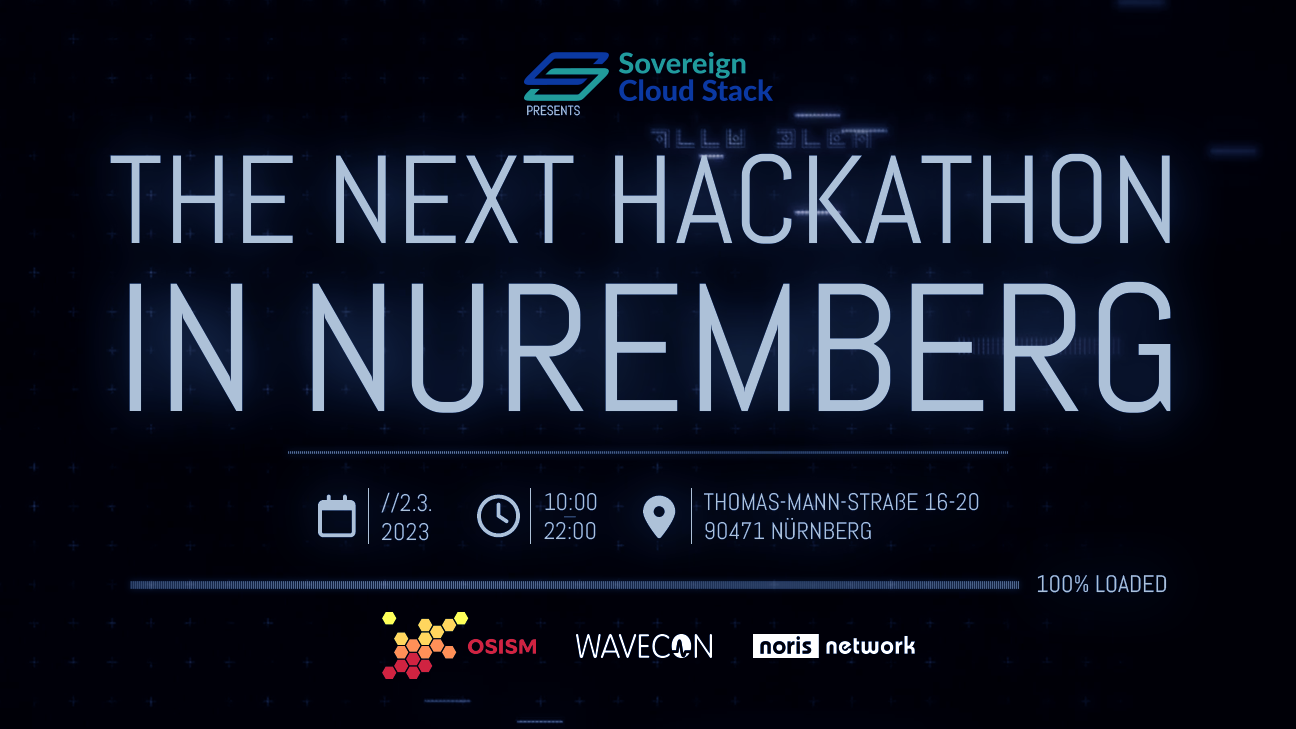 Sovereign
Cloud Stack
PRESENTS
THE NEXT HACKATHON
IN NUREMBERG
//2.3.
2023
10:00
22:00
THOMAS-MANN-STRAßE 16-20
90471 NÜRNBERG
100% LOADED
OSISM
WAVECON
noris network